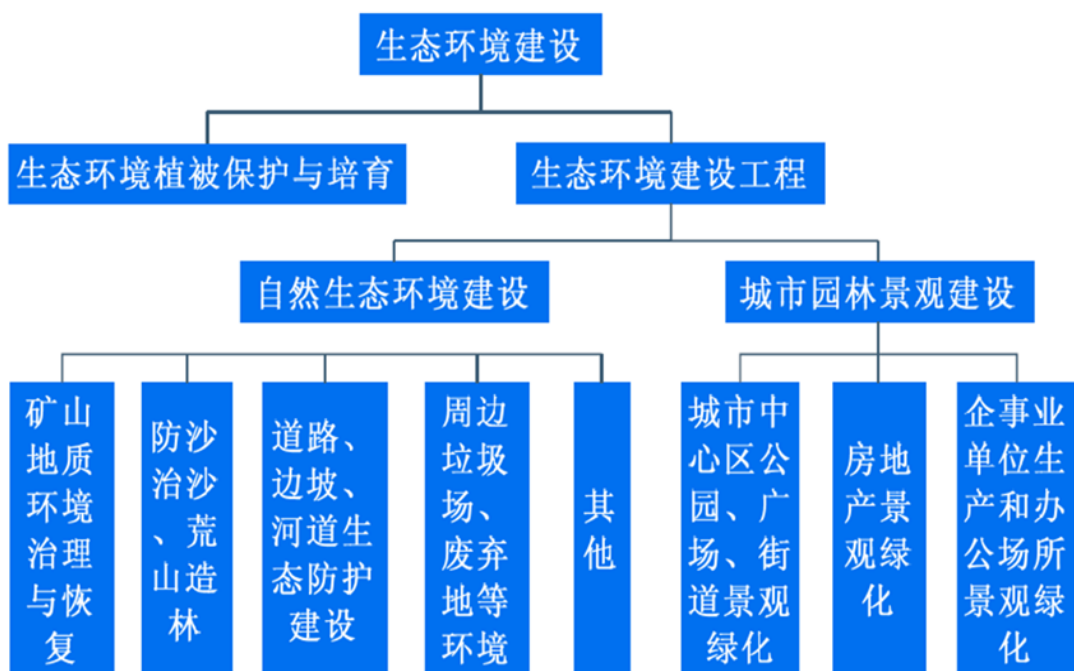 生态环境建设
生态环境植被保护与培育
生态环境建设工程
自然生态环境建设
城市园林景观建设
矿山
地质
环境
治理
与恢
复
防沙
治沙
、荒
山造
林
道路、
边坡、
河道生
态防护
建设
周边
垃圾
场、
废弃
地等
环境
其
他
城市中
心区公
园、广
场、街
道景观
绿化
房地
产景
观绿
化
企事业
单位生
产和办
公场所
景观绿
化